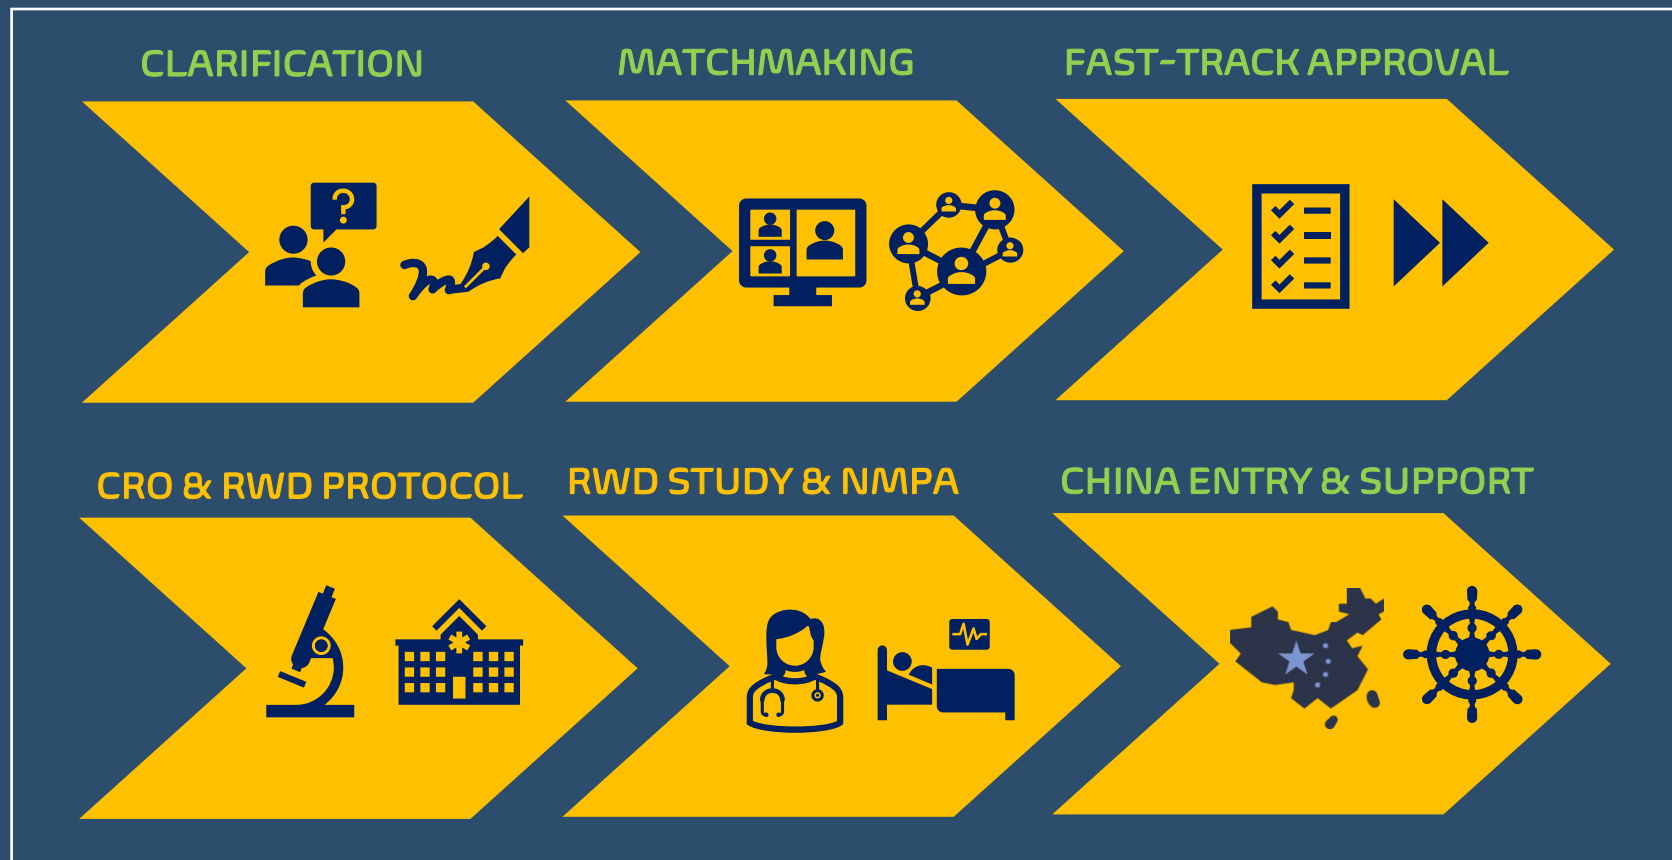 CLARIFICATION
MATCHMAKING
FAST-TRACK APPROVAL
?
CRO & RWD PROTOCOL
RWD STUDY & NMPA
CHINA ENTRY & SUPPORT